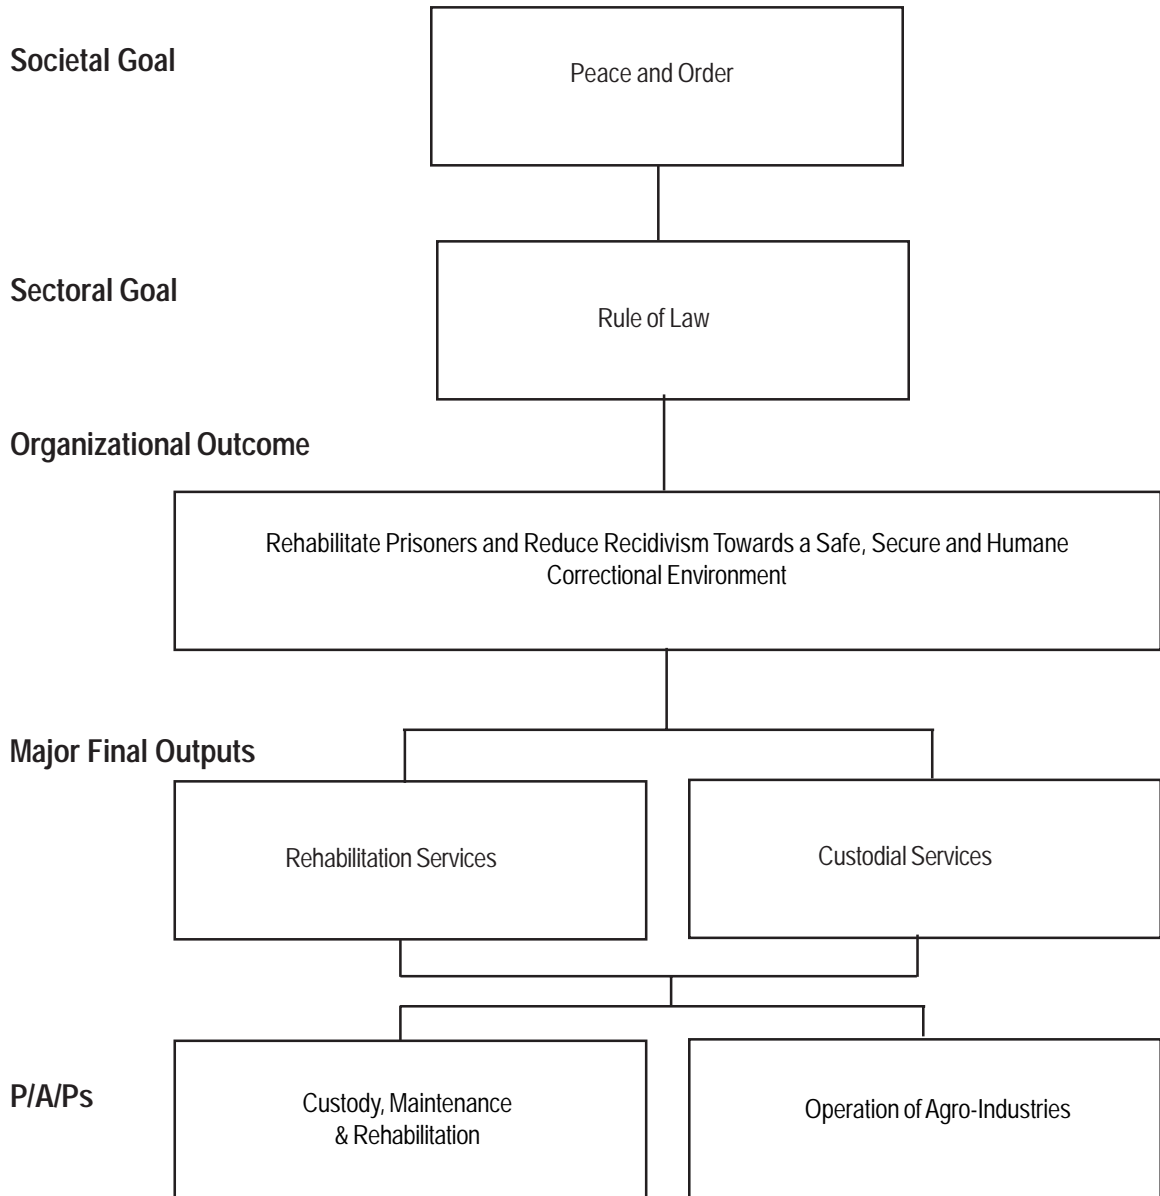 Societal Goal
Peace and Order
Sectoral Goal
Rule of Law
Organizational Outcome
Rehabilitate Prisoners and Reduce Recidivism Towards a Safe, Secure and Humane
Correctional Environment
Major Final Outputs
Rehabilitation Services
Custodial Services
P/A/Ps
Custody, Maintenance
& Rehabilitation
Operation of Agro-Industries